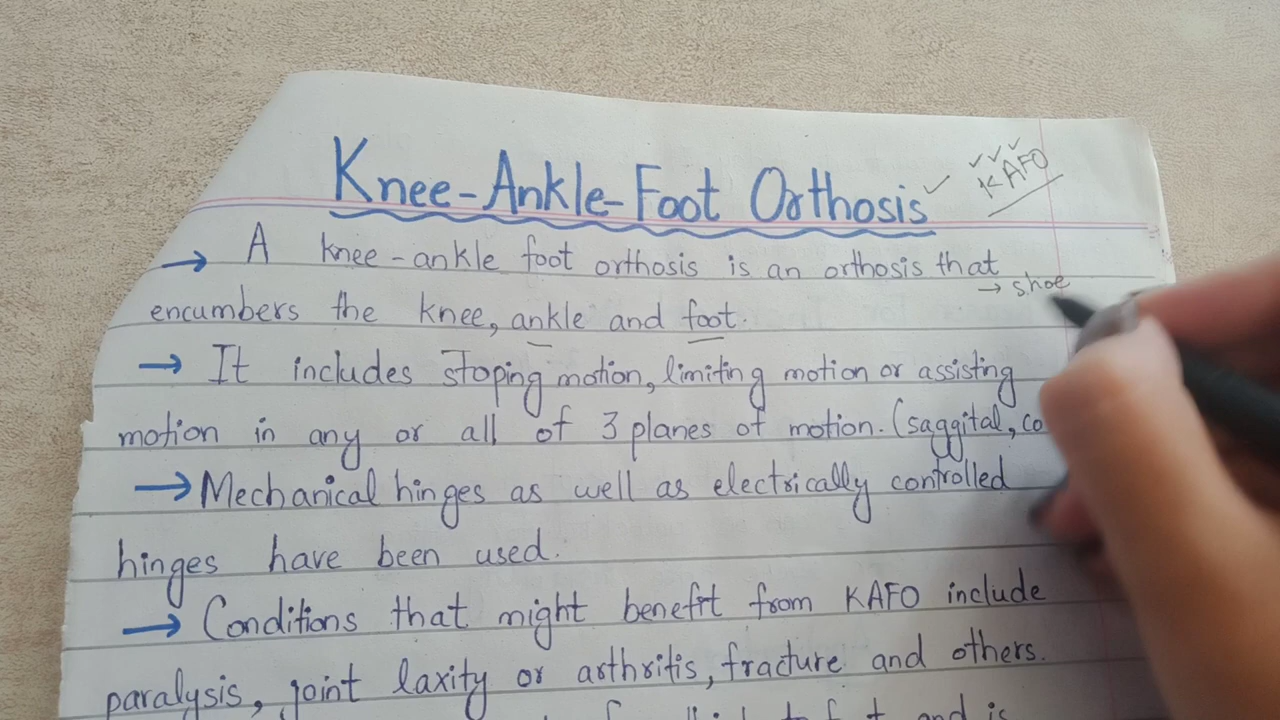 Knee-Ankle-Foot Orthosis ✓ KAFO
→ A knee-ankle foot orthosis is an orthosis that
→ shoe
encumbers the knee, ankle and foot.
→ It includes stoping motion, limiting motion or assisting
motion in any or all of 3 planes of motion. (saggital, co
→ Mechanical hinges as well as electrically controlled
hinges have been used.
→ Conditions that might benefit from KAFO include
paralysis, joint laxity or arthritis, fracture and others.
and is